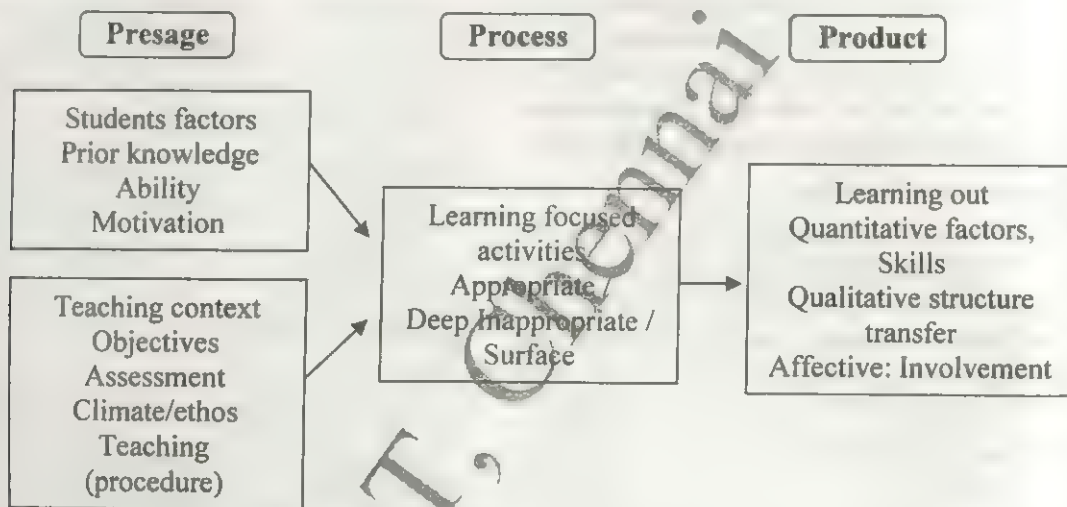 Presage
Process
Product
Students factors
Prior knowledge
Ability
Motivation
Teaching context
Objectives
Assessment
Climate/ethos
Teaching
(procedure)
Learning focused
activities
Appropriate /
Deep Inappropriate /
Surface
Learning out
Quantitative factors,
Skills
Qualitative structure
transfer
Affective: Involvement
T, Chennai